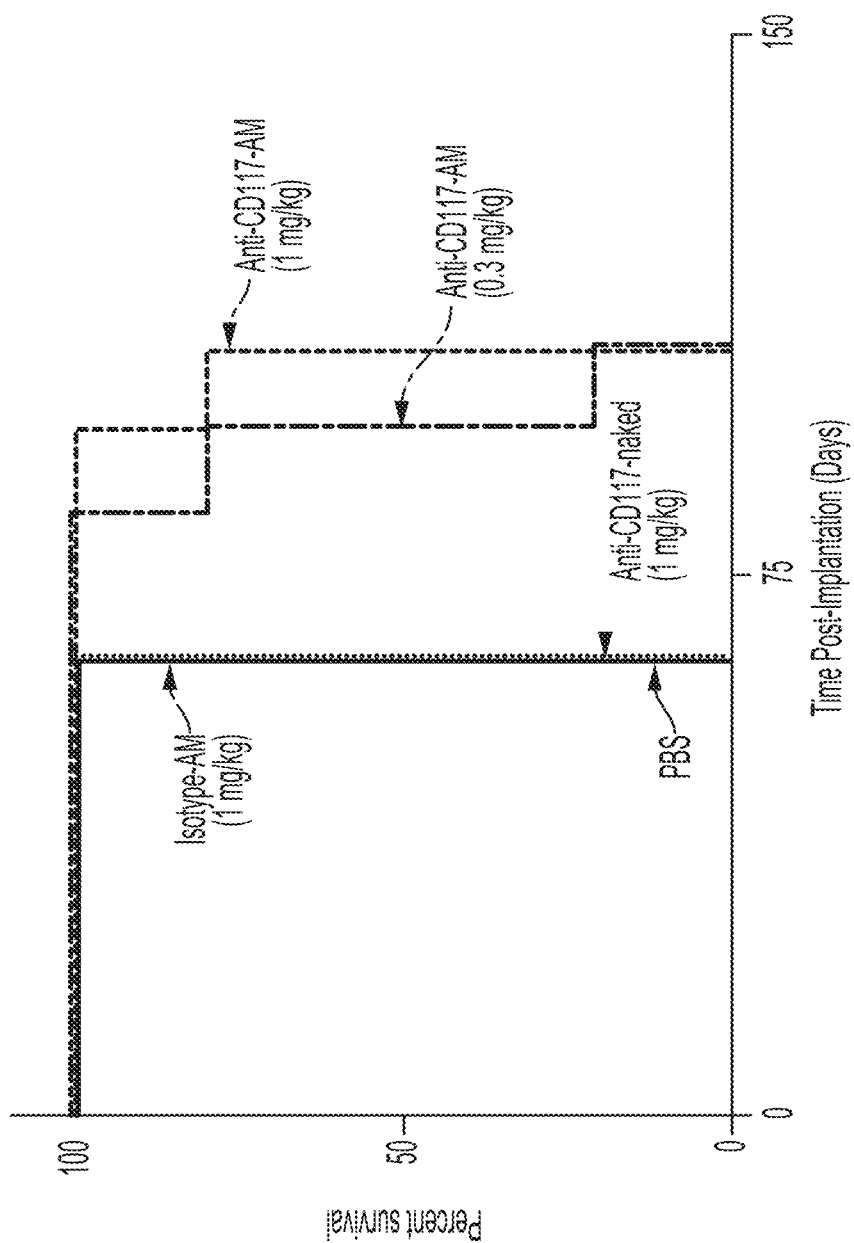 Percent survival
100
50
0
0
75
150
Time Post-Implantation (Days)
Isotype-AM
(1 mg/kg)
PBS
Anti-CD117-naked
(1 mg/kg)
Anti-CD117-AM
(0.3 mg/kg)
Anti-CD117-AM
(1 mg/kg)